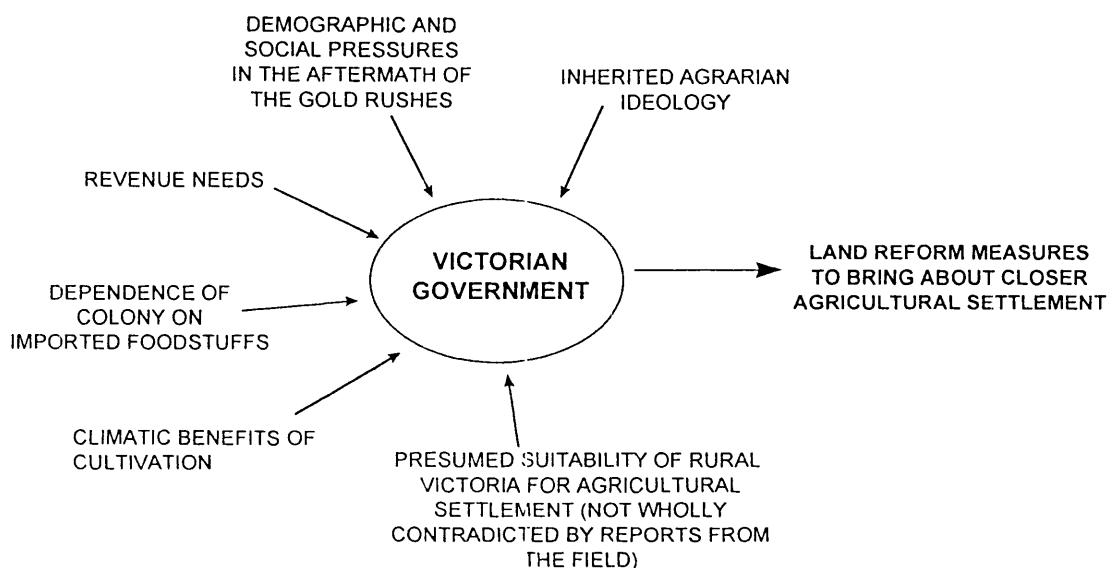 DEMOGRAPHIC AND
SOCIAL PRESSURES
IN THE AFTERMATH OF
THE GOLD RUSHES
INHERITED AGRARIAN
IDEOLOGY
REVENUE NEEDS
VICTORIAN
GOVERNMENT
LAND REFORM MEASURES
TO BRING ABOUT CLOSER
AGRICULTURAL SETTLEMENT
DEPENDENCE OF
COLONY ON
IMPORTED FOODSTUFFS
CLIMATIC BENEFITS OF
CULTIVATION
PRESUMED SUITABILITY OF RURAL
VICTORIA FOR AGRICULTURAL
SETTLEMENT (NOT WHOLLY
CONTRADICTED BY REPORTS FROM
THE FIELD)